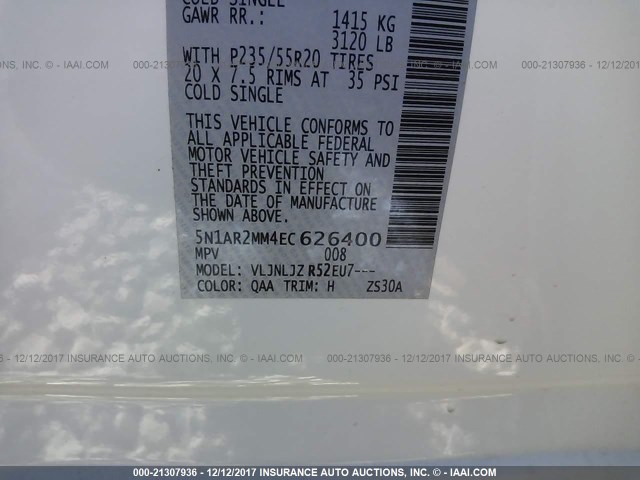 COLD SINGLE
GAWR RR.: 1415 KG
3120 LB
WITH P235/55R20 TIRES
20 X 7.5 RIMS AT 35 PSI
COLD SINGLE
THIS VEHICLE CONFORMS TO
ALL APPLICABLE FEDERAL
MOTOR VEHICLE SAFETY AND
THEFT PREVENTION
STANDARDS IN EFFECT ON
THE DATE OF MANUFACTURE
SHOWN ABOVE.
5N1AR2MM4EC626400
MPV 008
MODEL: VLJNLJZ R52EU7---
COLOR: QAA TRIM: H ZS30A
000-21307936 - 12/12/2017 INSURANCE AUTO AUCTIONS. © - IAAI.COM